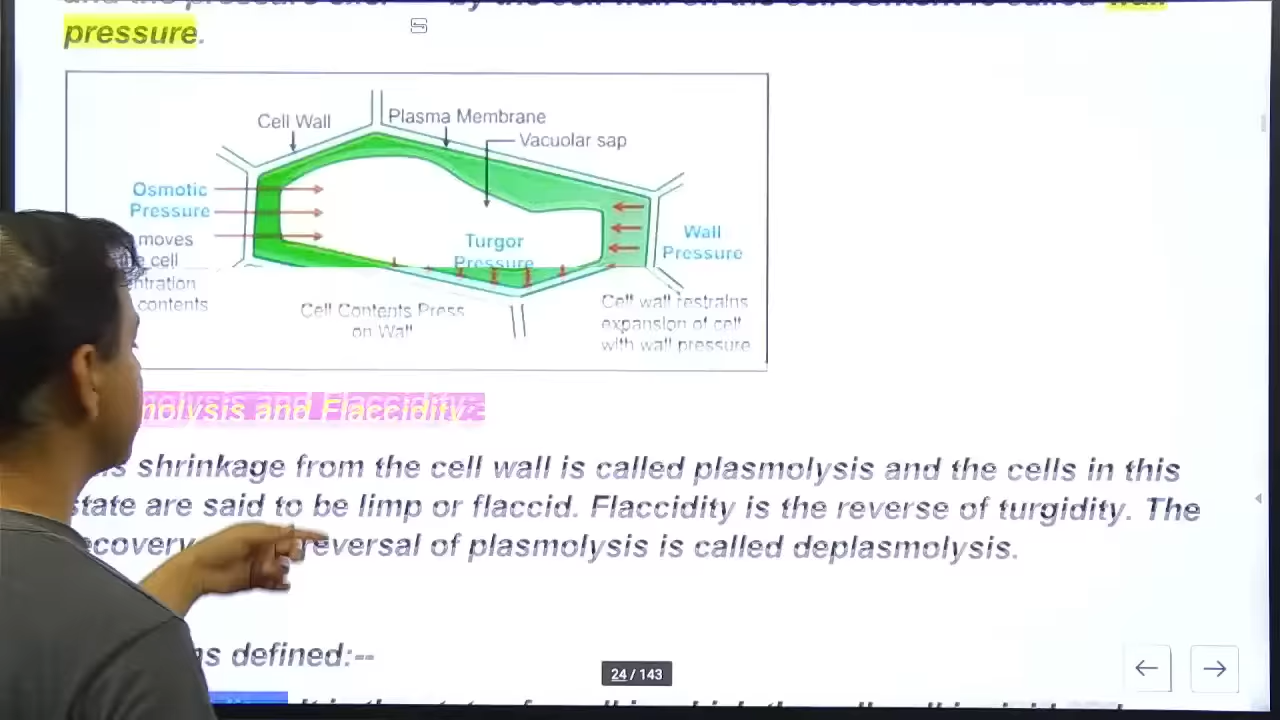 pressure.
Cell Wall
Plasma Membrane
Vacuolar sap
Osmotic
Pressure
moves
cell
contents
Turgor
Pressure
Wall
Pressure
Cell Contents Press
on Wall
Cell wall restrains
expansion of cell
with wall pressure
and Flaccidity:-
shrinkage from the cell wall is called plasmolysis and the cells in this
state are said to be limp or flaccid. Flaccidity is the reverse of turgidity. The
reversal of plasmolysis is called deplasmolysis.
defined:--
24 / 143